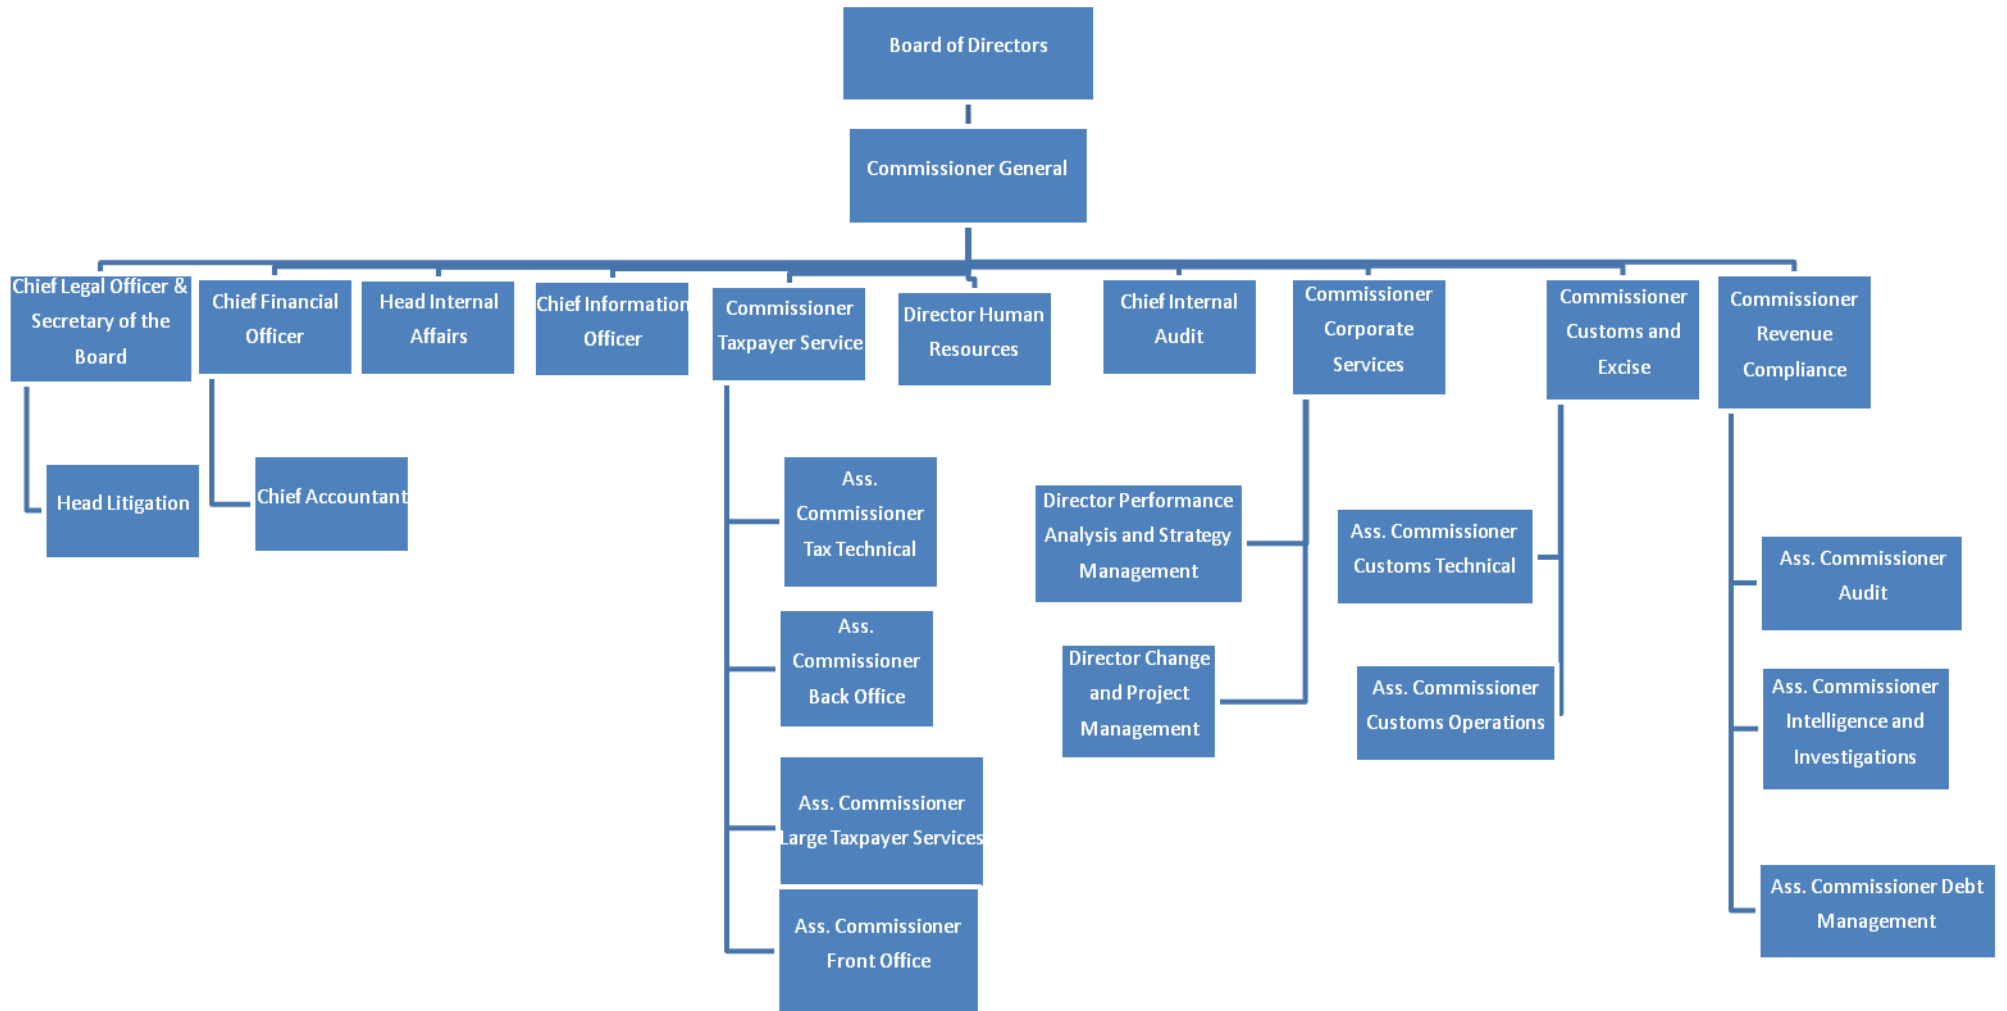 Board of Directors
Commissioner General
Chief Legal Officer &
Secretary of the
Board
Chief Financial
Officer
Head Internal
Affairs
Chief Information
Officer
Commissioner
Taxpayer Service
Director Human
Resources
Chief Internal
Audit
Commissioner
Corporate
Services
Commissioner
Customs and
Excise
Commissioner
Revenue
Compliance
Head Litigation
Chief Accountant
Ass.
Commissioner
Tax Technical
Ass.
Commissioner
Back Office
Ass. Commissioner
Large Taxpayer Services
Ass. Commissioner
Front Office
Director Performance
Analysis and Strategy
Management
Director Change
and Project
Management
Ass. Commissioner
Customs Technical
Ass. Commissioner
Customs Operations
Ass. Commissioner
Audit
Ass. Commissioner
Intelligence and
Investigations
Ass. Commissioner Debt
Management